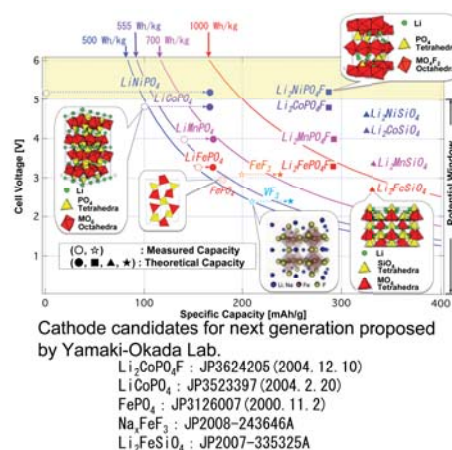 555 Wh/kg
1000 Wh/kg
500 Wh/kg
700 Wh/kg
Li
PO4
Tetrahedra
MO4F2
Octahedra
LiNiPO4
Li2NiPO4F
LiCoPO4
Li2CoPO4F
Li2NiSiO4
Li2CoSiO4
LiMnPO4
Li2MnPO4F
LiFePO4
FeF3
Li2FePO4F
Li2MnSiO4
FePO4
VF3
Li2FeSiO4
Li
PO4
Tetrahedra
MO6
Octahedra
Li, Na
Fe
F
Li
SiO4
Tetrahedra
MO4
Tetrahedra
(○, ☆) : Measured Capacity
(●, ■, ▲, ★) : Theoretical Capacity
Cell Voltage [V]
Potential Window
6
5
4
3
2
1
0
100
200
300
400
Specific Capacity [mAh/g]
Cathode candidates for next generation proposed
by Yamaki-Okada Lab.
Li2CoPO4F : JP3624205(2004.12.10)
LiCoPO4 : JP3523397(2004.2.20)
FePO4 : JP3126007(2000.11.2)
NaxFeF3 : JP2008-243646A
Li2FeSiO4 : JP2007-335325A